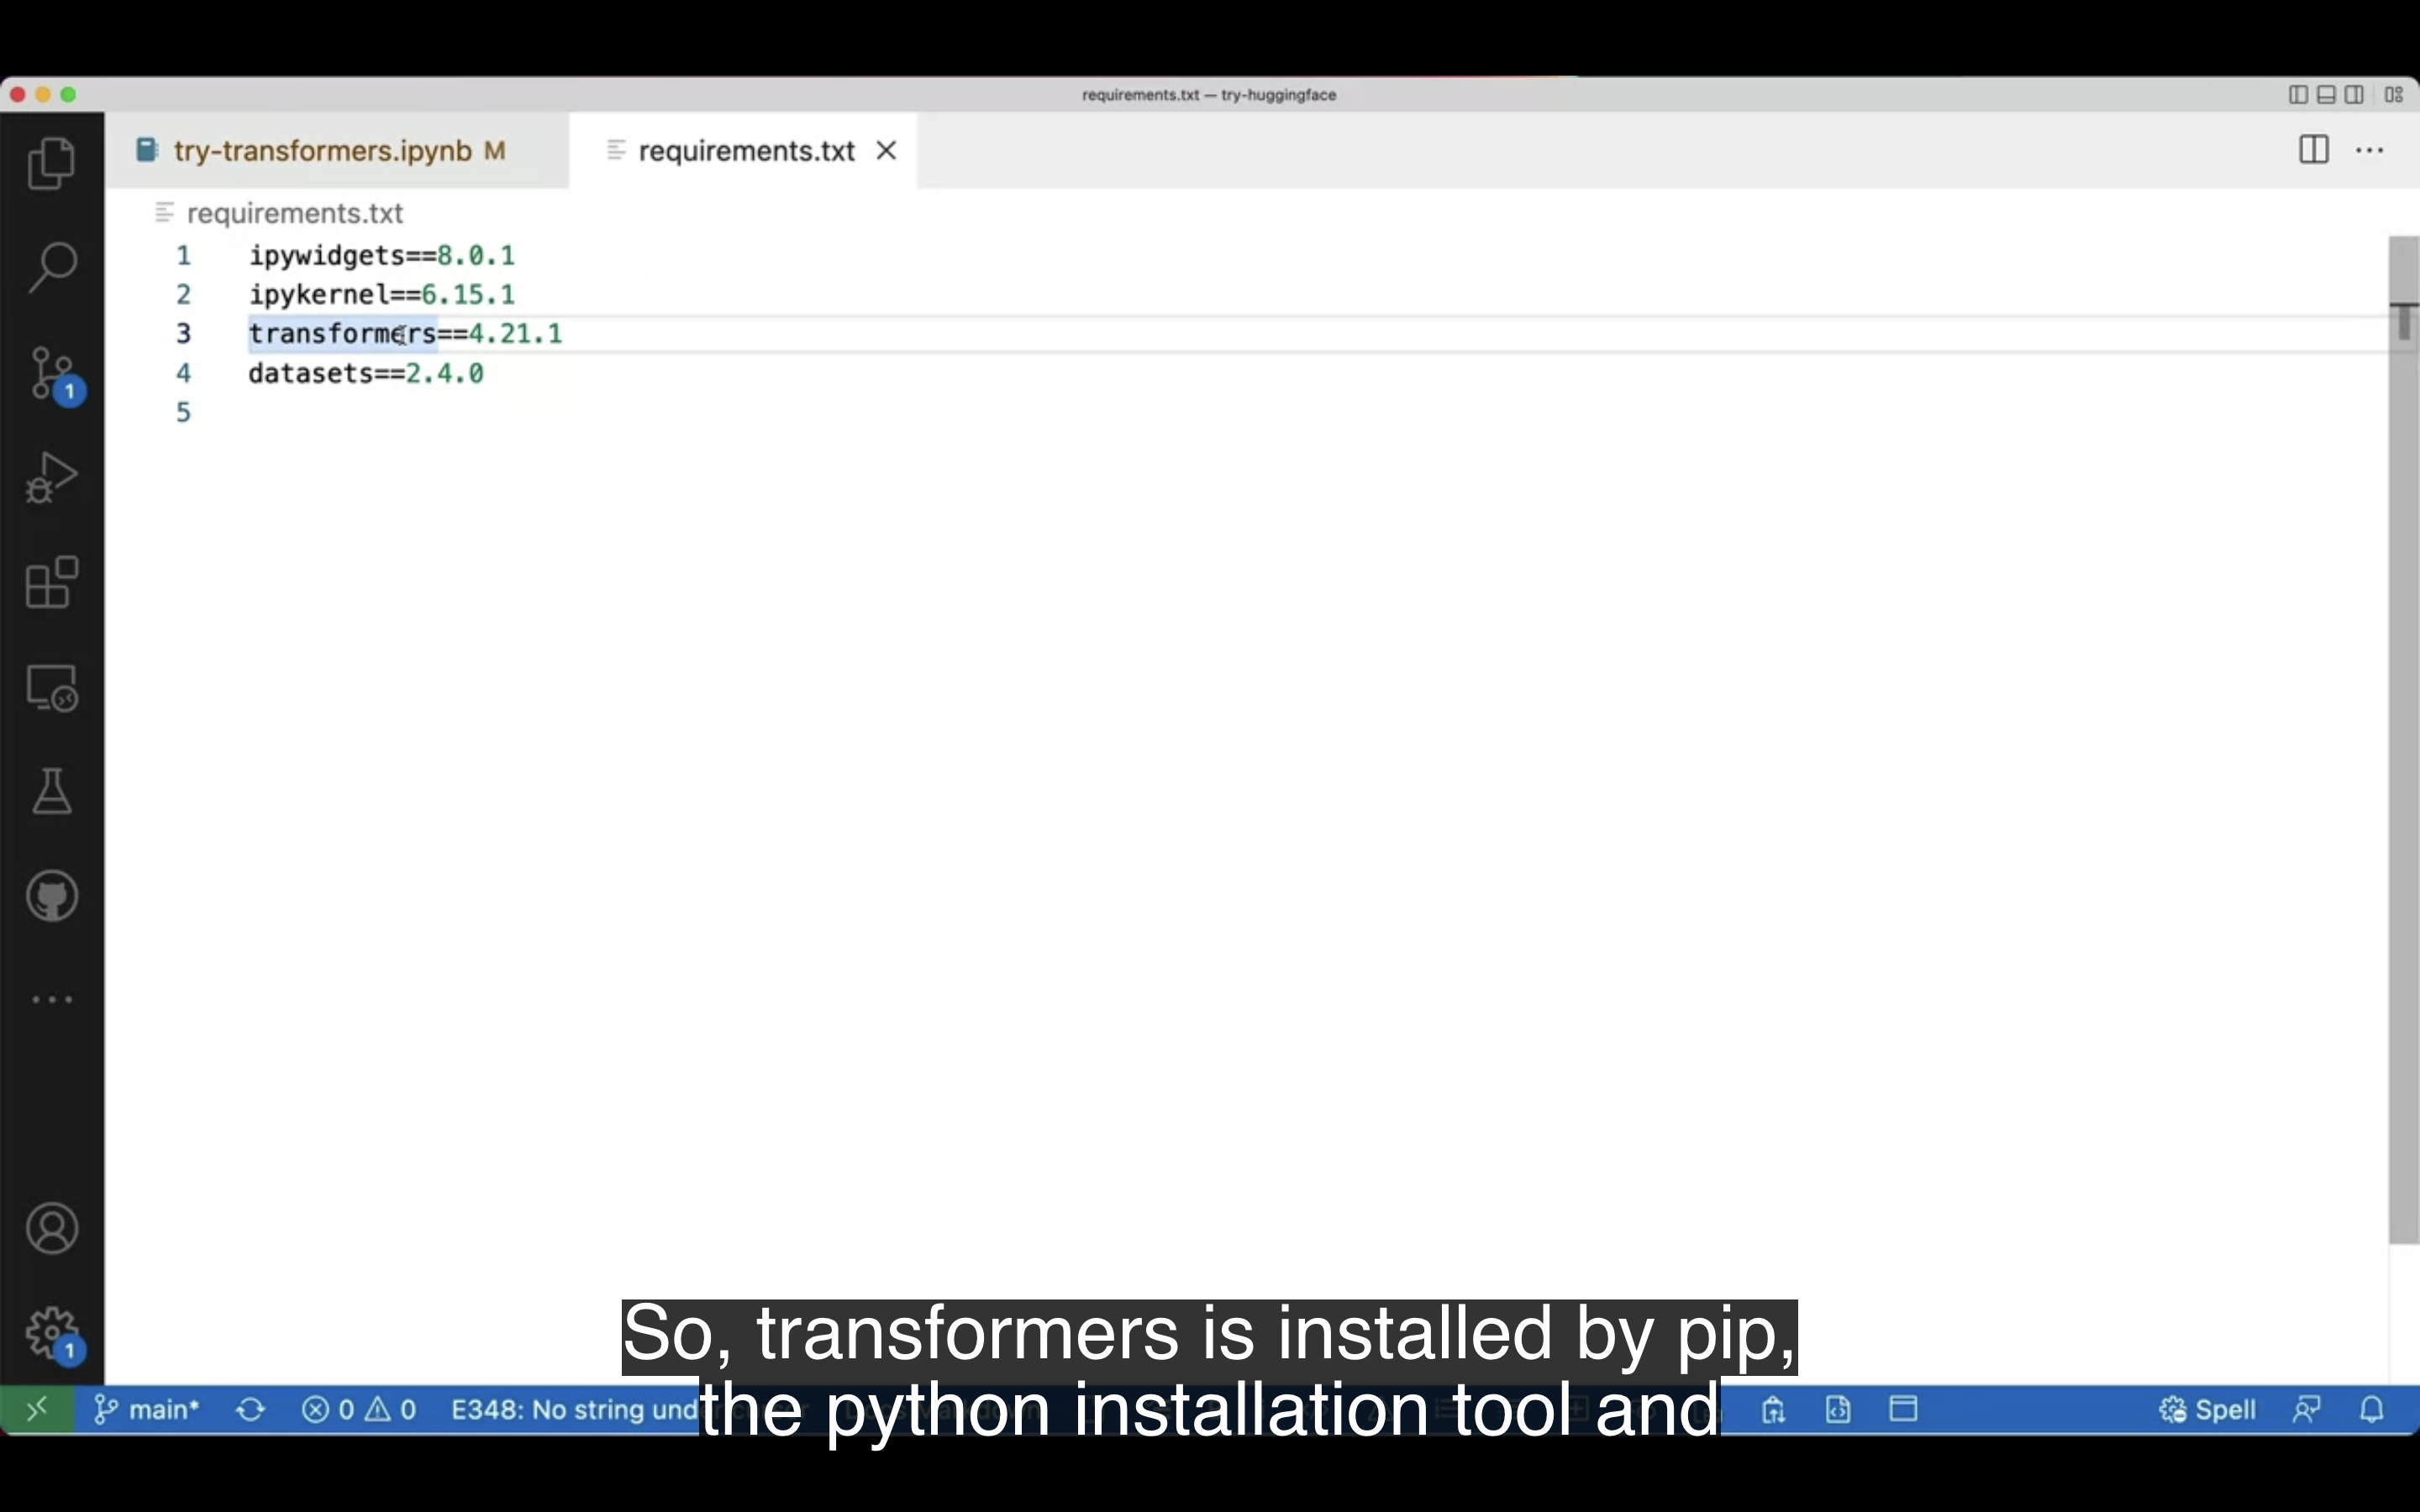 requirements.txt — try-huggingface
try-transformers.ipynb M
requirements.txt
requirements.txt
1 ipywidgets==8.0.1
2 ipykernel==6.15.1
3 transformers==4.21.1
4 datasets==2.4.0
5
1
1
So, transformers is installed by pip,
the python installation tool and
main* 0 0 E348: No string und
Spell